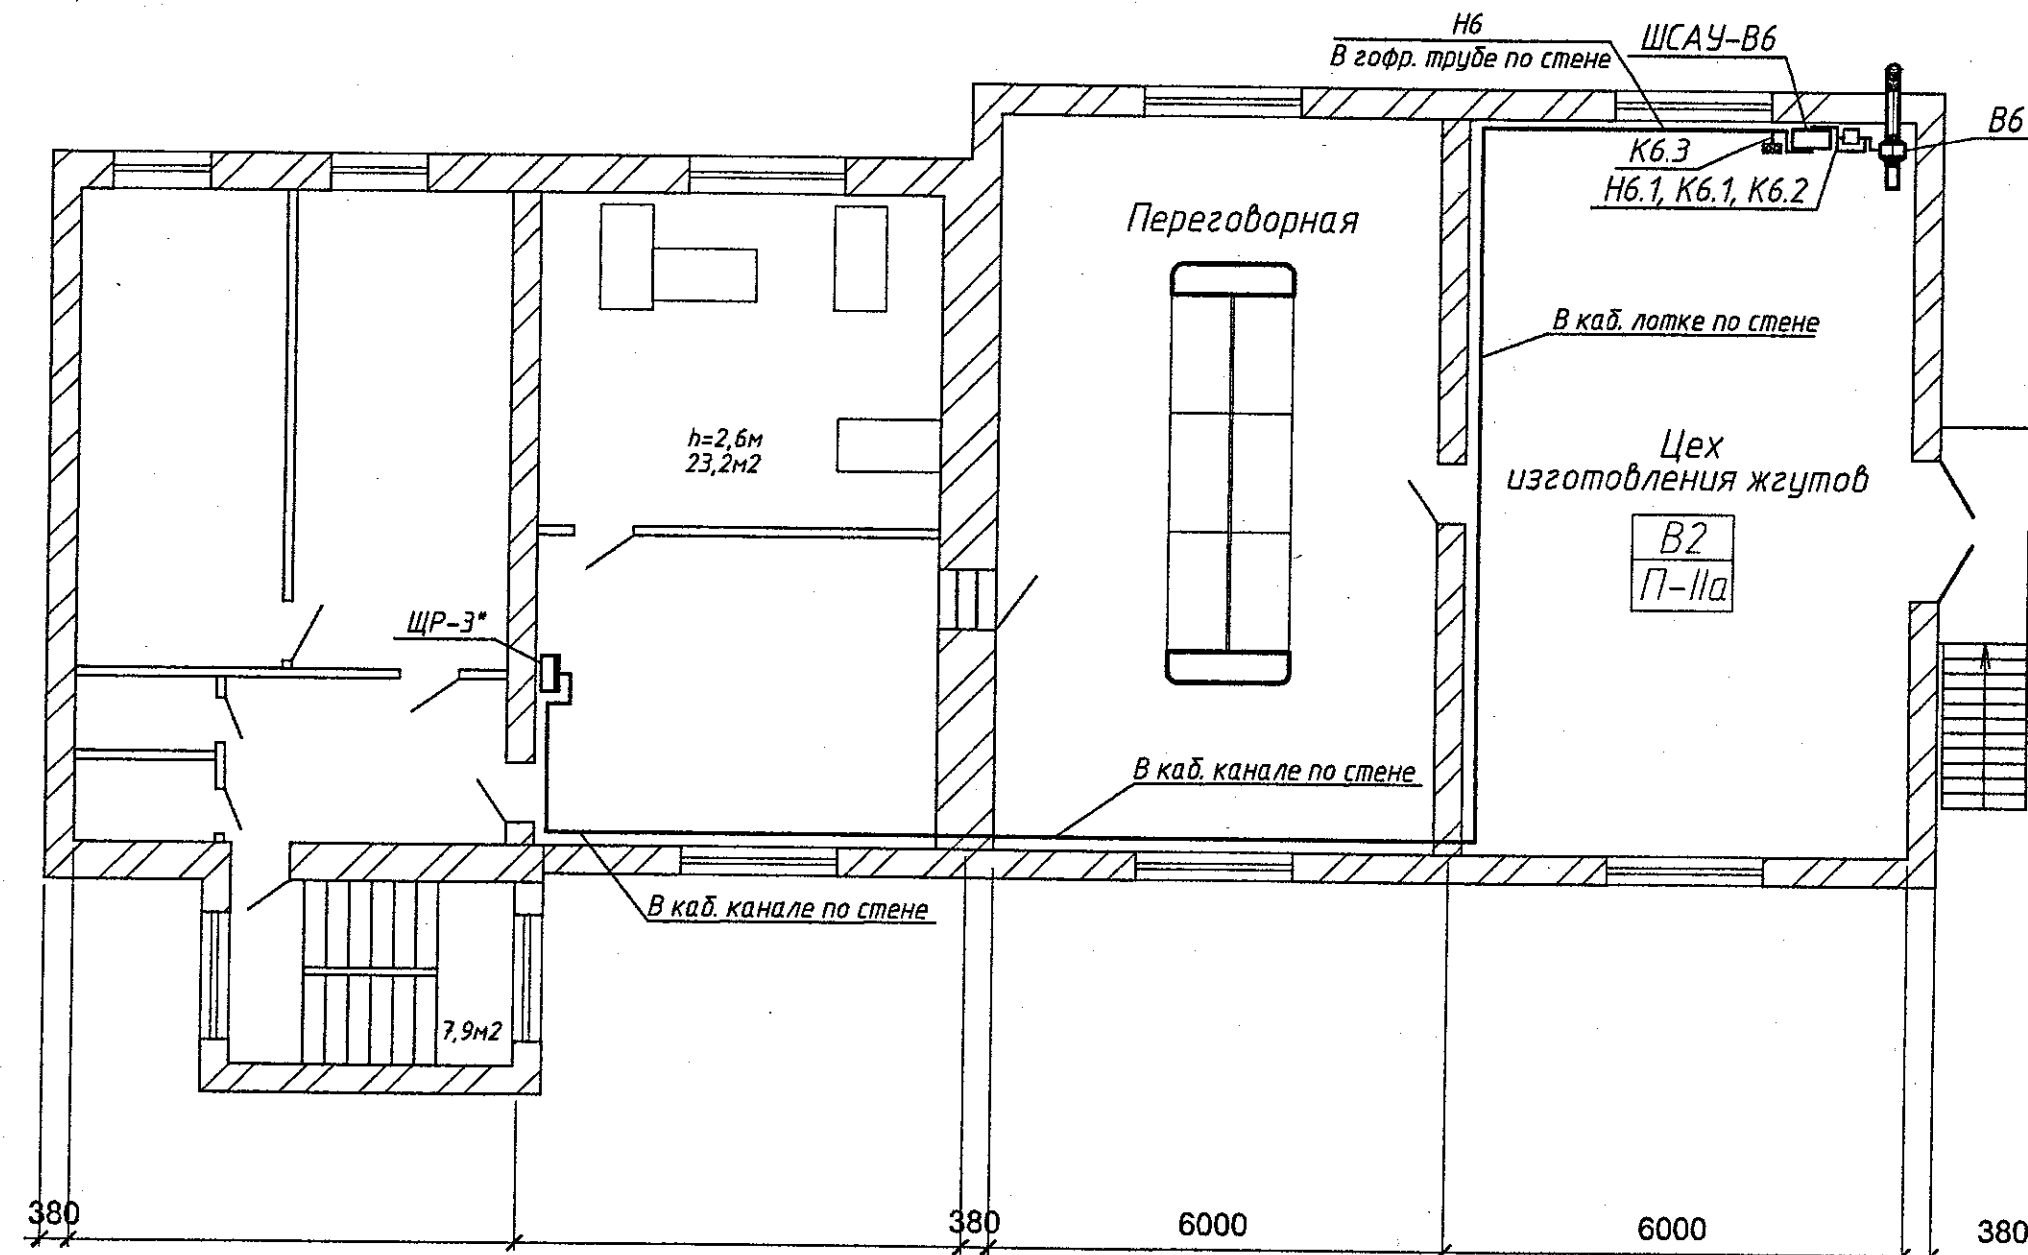 Н6
В гофр. трубе по стене
ШСАУ-В6
В6
К6.3
Н6.1, К6.1, К6.2
Переговорная
В каб. лотке по стене
h=2,6м
23,2м2
Цех
изготовления жгутов
В2
П-IIа
ЩР-3*
В каб. канале по стене
В каб. канале по стене
7,9м2
380
380
6000
6000
380